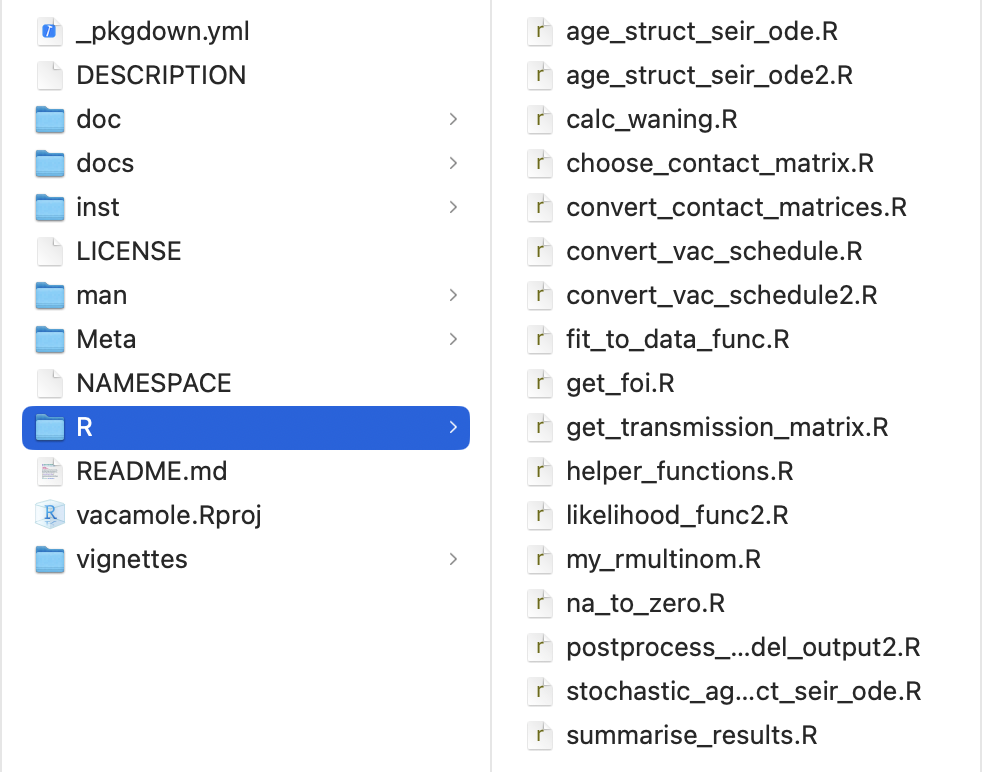 _pkgdown.yml
DESCRIPTION
doc
docs
inst
LICENSE
man
Meta
NAMESPACE
R
README.md
vacamole.Rproj
vignettes
age_struct_seir_ode.R
age_struct_seir_ode2.R
calc_waning.R
choose_contact_matrix.R
convert_contact_matrices.R
convert_vac_schedule.R
convert_vac_schedule2.R
fit_to_data_func.R
get_foi.R
get_transmission_matrix.R
helper_functions.R
likelihood_func2.R
my_rmultinom.R
na_to_zero.R
postprocess_...del_output2.R
stochastic_ag...ct_seir_ode.R
summarise_results.R